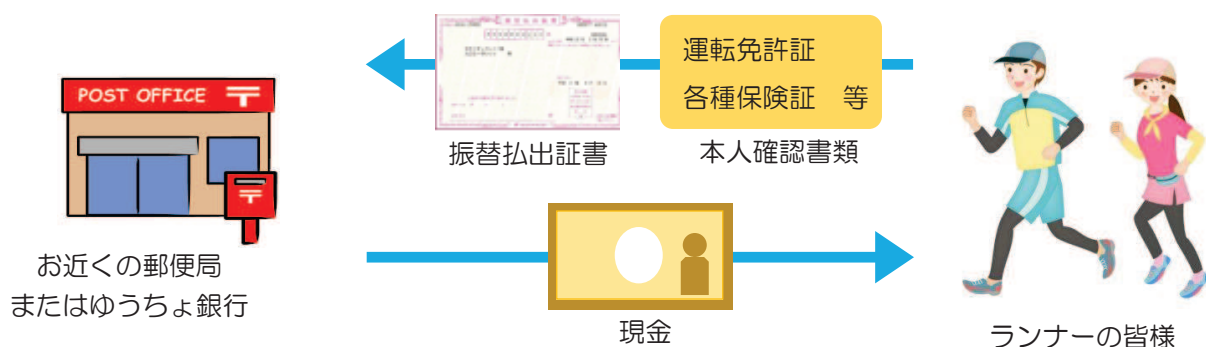 運転免許証
各種保険証 等
POST OFFICE 〒
振替払出証書
本人確認書類
〒
お近くの郵便局
またはゆうちょ銀行
現金
ランナーの皆様